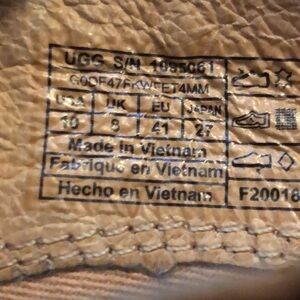 UGG S/N 1095061
USA UK EU JAPAN
10 8 41 27
Made in Vietnam
Fabriqué en Vietnam
Hecho en Vietnam F20018